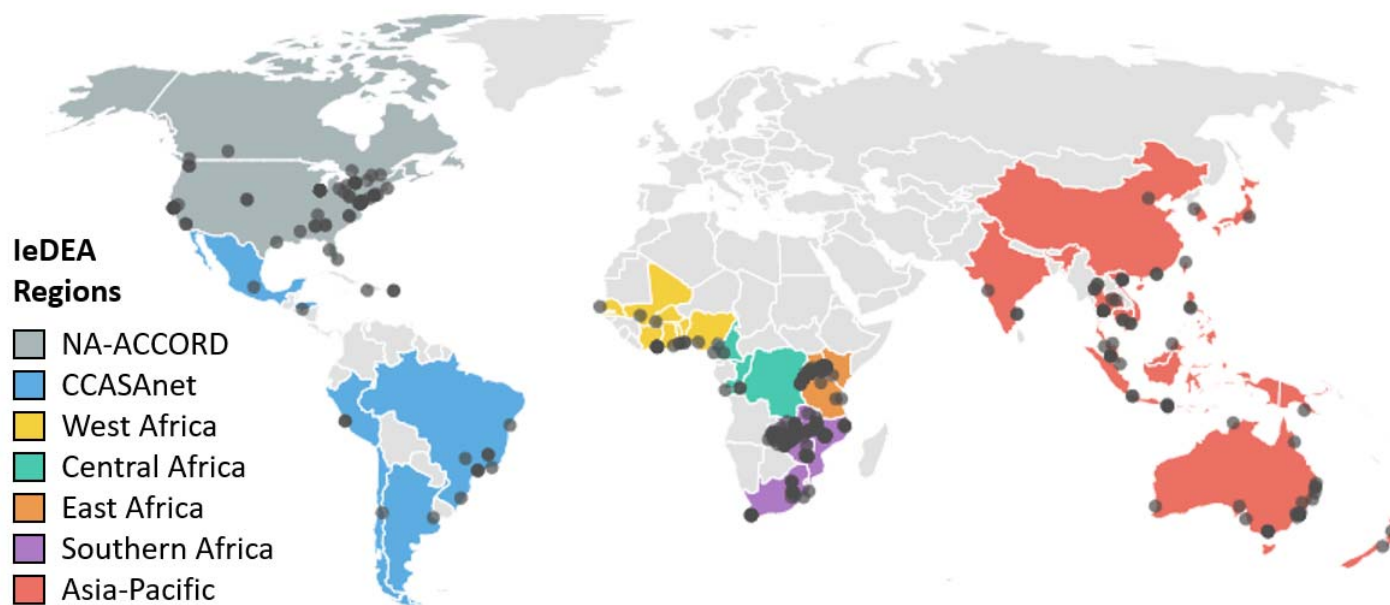 IeDEA
Regions
NA-ACCORD
CCASAnet
West Africa
Central Africa
East Africa
Southern Africa
Asia-Pacific